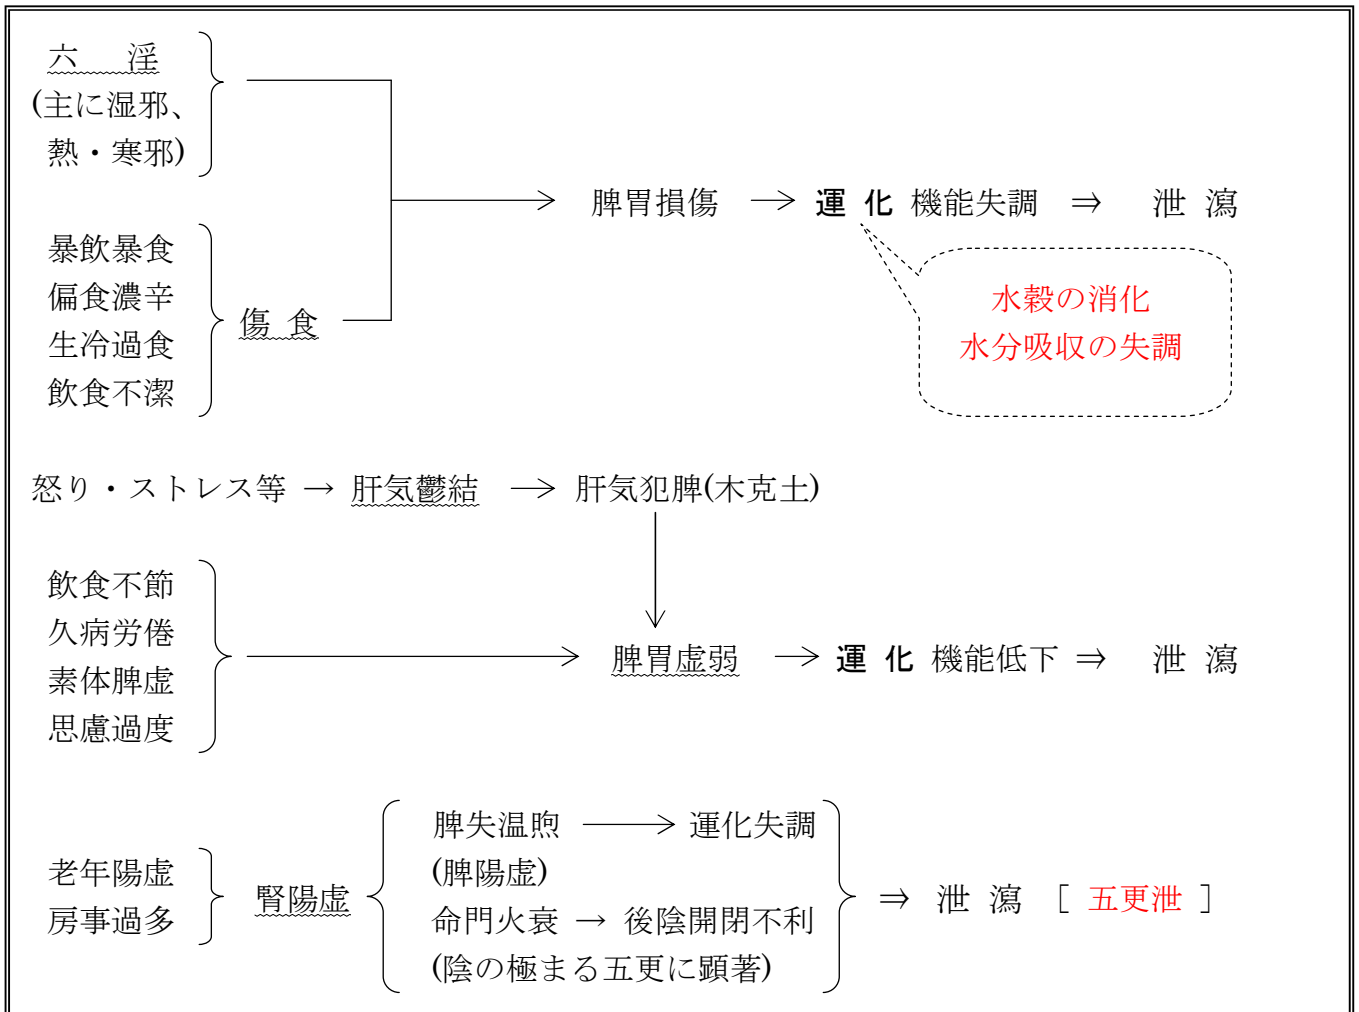 六　淫
(主に湿邪、
熱・寒邪)
暴飲暴食
偏食濃辛
生冷過食
飲食不潔
傷 食
→ 脾胃損傷 → 運 化 機能失調 ⇒ 泄 瀉
水穀の消化
水分吸収の失調
怒り・ストレス等 → 肝気鬱結 → 肝気犯脾(木克土)
飲食不節
久病労倦
素体脾虚
思慮過度
→ 脾胃虚弱 → 運 化 機能低下 ⇒ 泄 瀉
老年陽虚
房事過多
腎陽虚
脾失温煦 → 運化失調
(脾陽虚)
命門火衰 → 後陰開閉不利
(陰の極まる五更に顕著)
⇒ 泄 瀉 [ 五更泄 ]